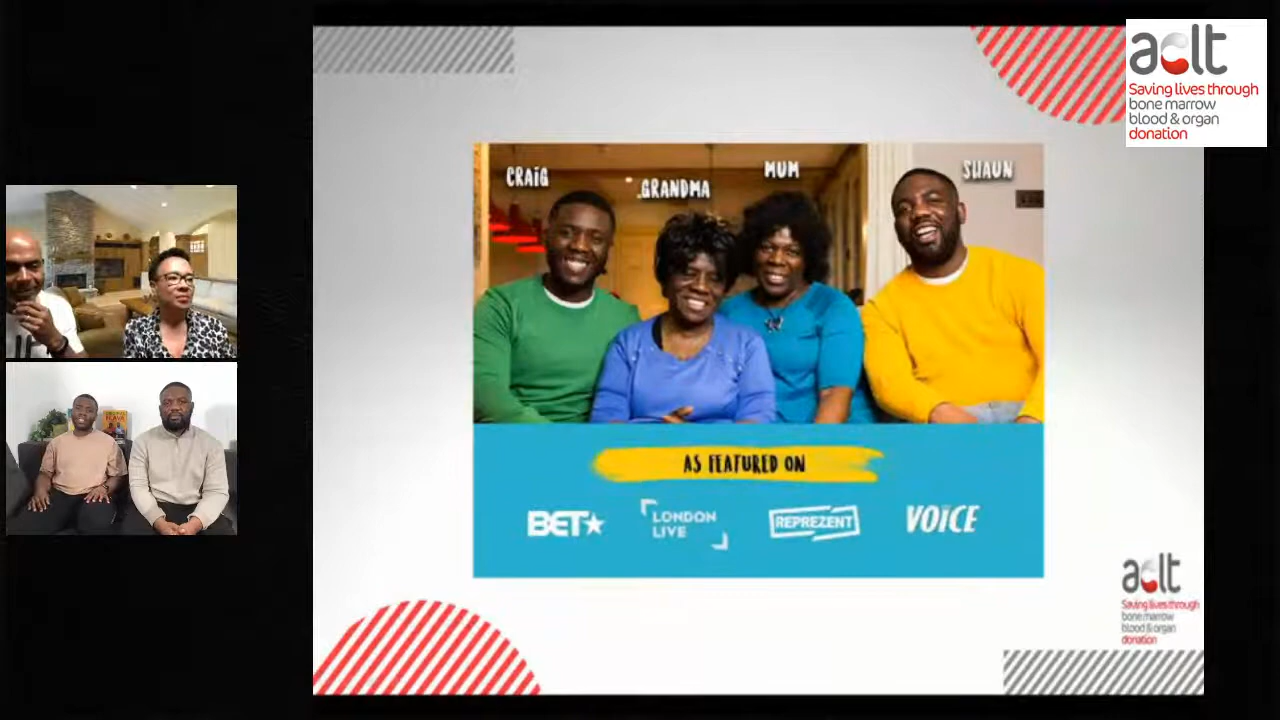 aclt
Saving lives through
bone marrow
blood & organ
donation
CRAIG
GRANDMA
MUM
SHAUN
AS FEATURED ON
BET★
LONDON
LIVE
REPREZENT
VOICE
aclt
Saving lives through
bone marrow
blood & organ
donation